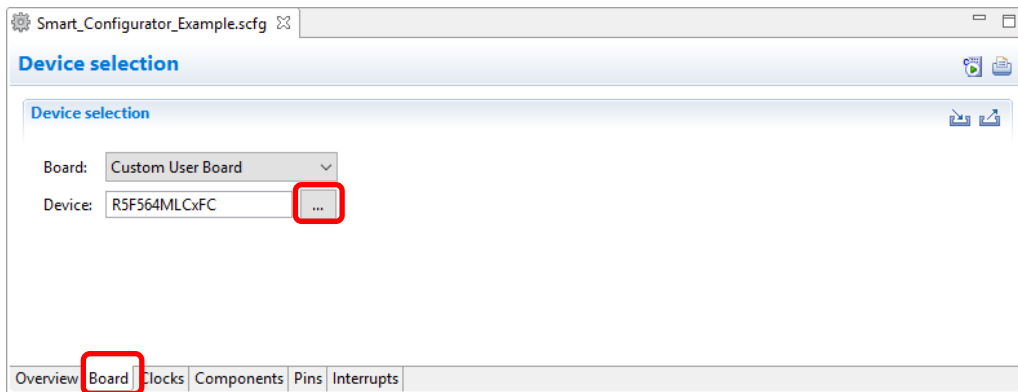 Smart_Configurator_Example.scfg
Device selection
Device selection
Board: Custom User Board
Device: R5F564MLCxFC ...
Overview Board Clocks Components Pins Interrupts